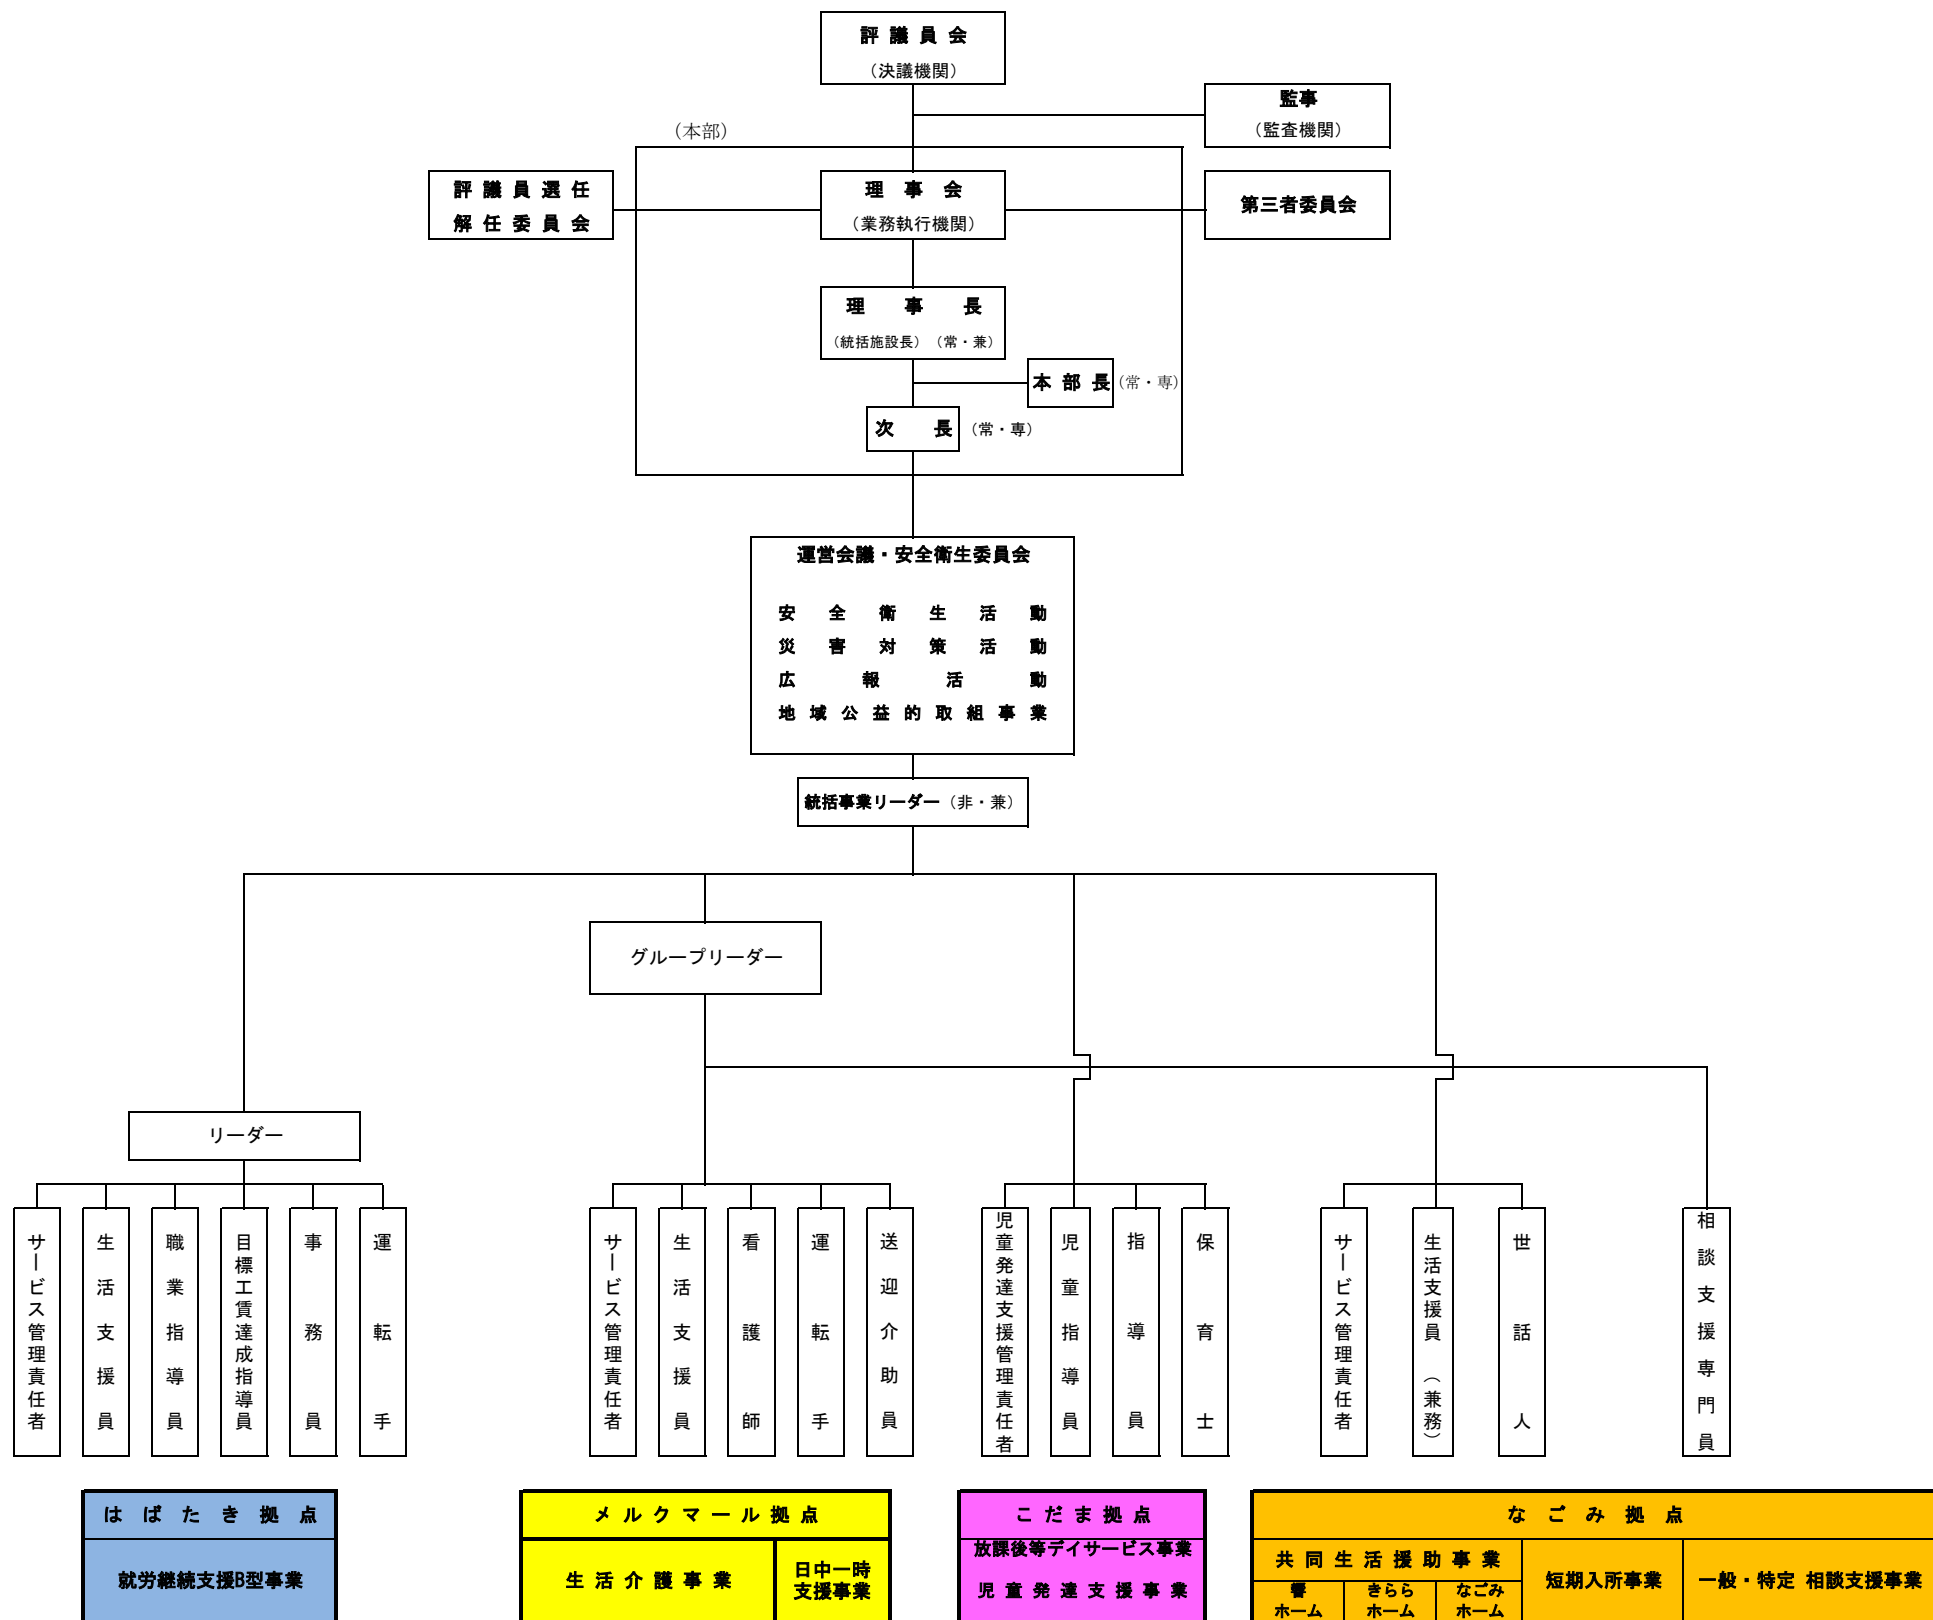 評議員会
（決議機関）
監事
（監査機関）
（本部）
評議員選任
解任委員会
理事会
（業務執行機関）
第三者委員会
理事長
（統括施設長）（常・兼）
本部長（常・専）
次長（常・専）
運営会議・安全衛生委員会
安全衛生活動
災害対策活動
広報活動
地域公益的取組事業
統括事業リーダー（非・兼）
グループリーダー
リーダー
サービス管理責任者
生活支援員
職業指導員
目標工賃達成指導員
事務員
運転手
サービス管理責任者
生活支援員
看護師
運転手
送迎介助員
児童発達支援管理責任者
児童指導員
指導員
保育士
サービス管理責任者
生活支援員（兼務）
世話人
相談支援専門員
はばたき拠点
就労継続支援B型事業
メルクマール拠点
生活介護事業
日中一時
支援事業
こだま拠点
放課後等デイサービス事業
児童発達支援事業
なごみ拠点
共同生活援助事業
響
ホーム
きらら
ホーム
なごみ
ホーム
短期入所事業
一般・特定 相談支援事業